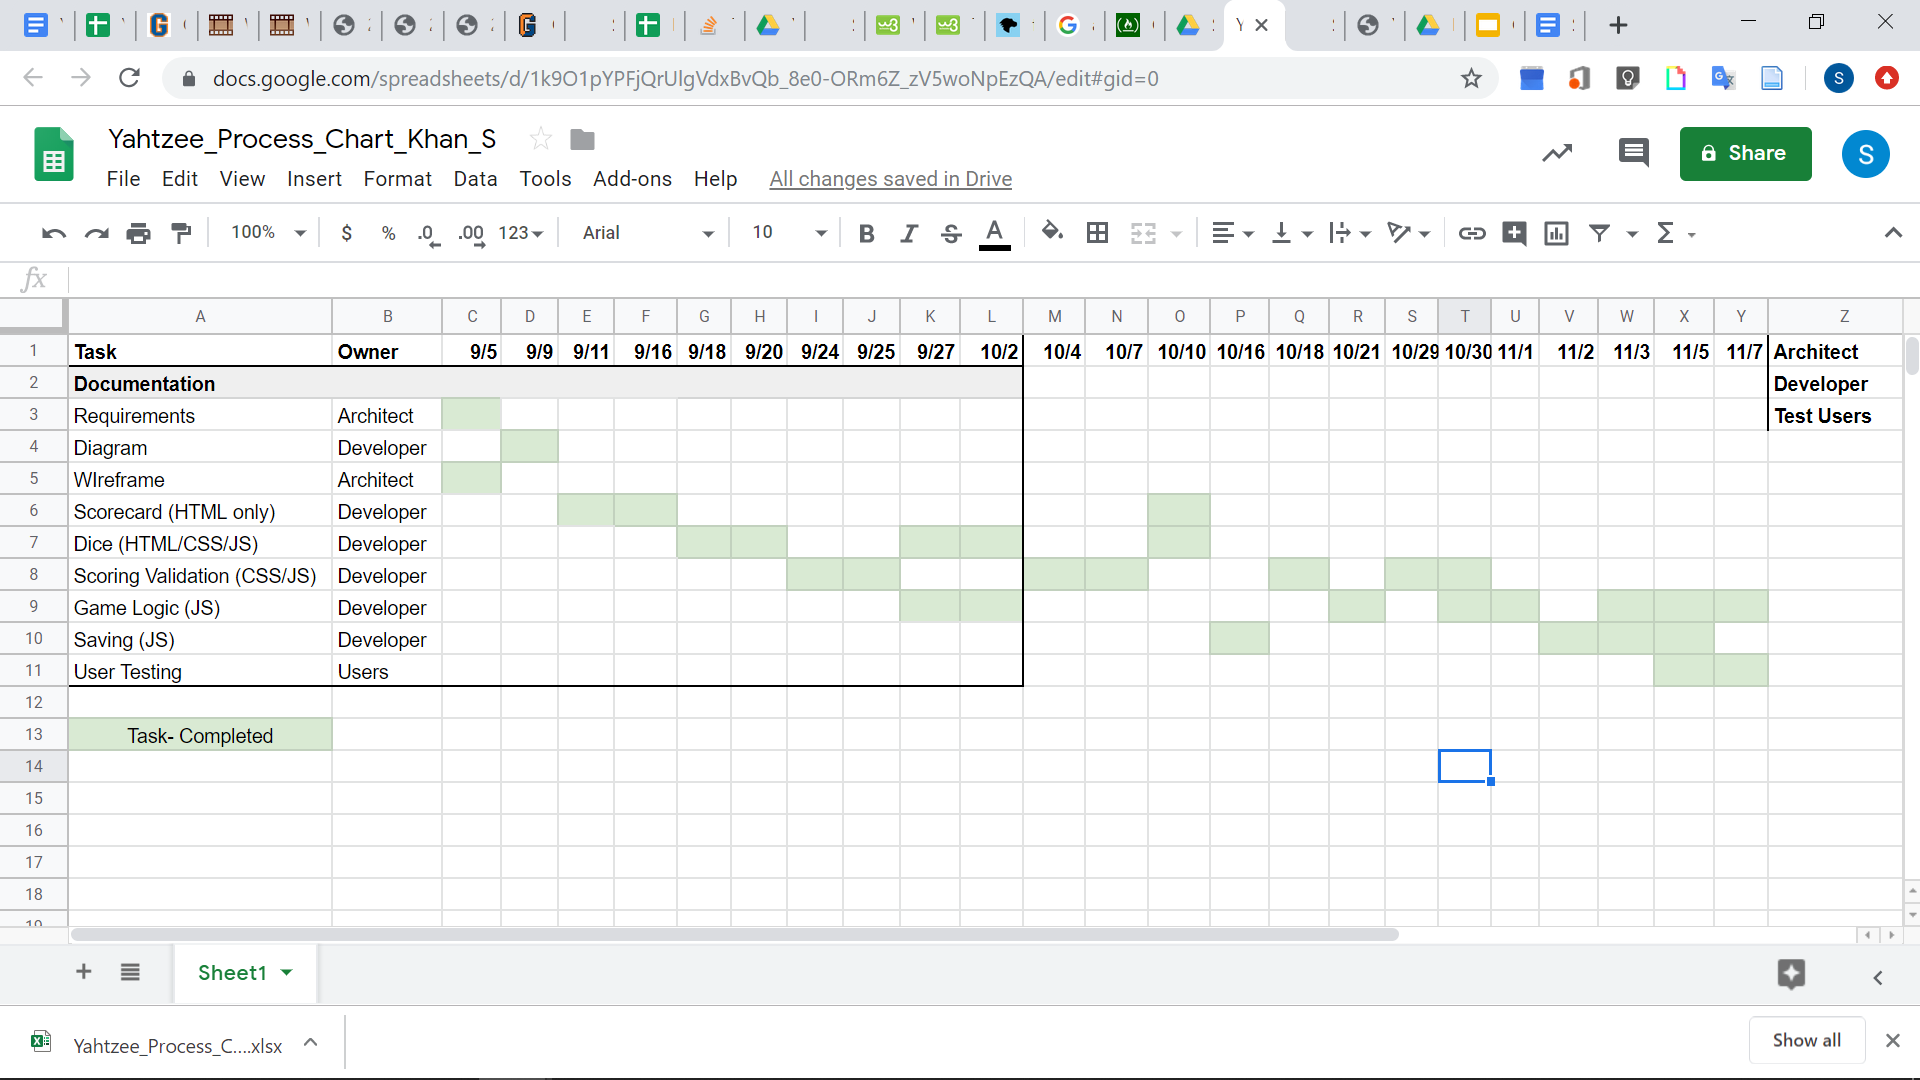 docs.google.com/spreadsheets/d/1k9O1pYPFjQrUlgVdxBvQb_8e0-ORm6Z_zV5woNpEzQA/edit#gid=0
S
Yahtzee_Process_Chart_Khan_S
Share
S
File Edit View Insert Format Data Tools Add-ons Help All changes saved in Drive
100% $ % .0 .00 123 Arial 10 B I S A
fx
A B C D E F G H I J K L M N O P Q R S T U V W X Y Z
1 Task Owner 9/5 9/9 9/11 9/16 9/18 9/20 9/24 9/25 9/27 10/2 10/4 10/7 10/10 10/16 10/18 10/21 10/29 10/30 11/1 11/2 11/3 11/5 11/7 Architect
2 Documentation Developer
3 Requirements Architect Test Users
4 Diagram Developer
5 WIreframe Architect
6 Scorecard (HTML only) Developer
7 Dice (HTML/CSS/JS) Developer
8 Scoring Validation (CSS/JS) Developer
9 Game Logic (JS) Developer
10 Saving (JS) Developer
11 User Testing Users
12
13 Task- Completed
14
15
16
17
18
19
Sheet1
Yahtzee_Process_C....xlsx
Show all